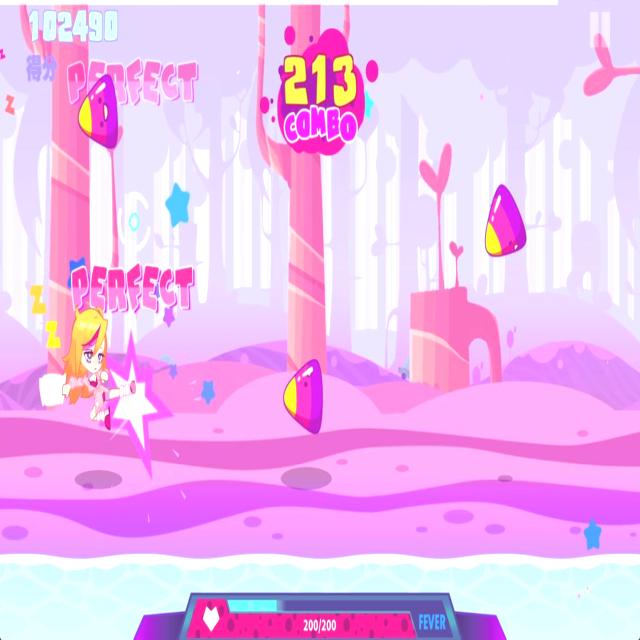 102490
得分
PERFECT
213
COMBO
PERFECT
Z
Z
Z
200/200
FEVER